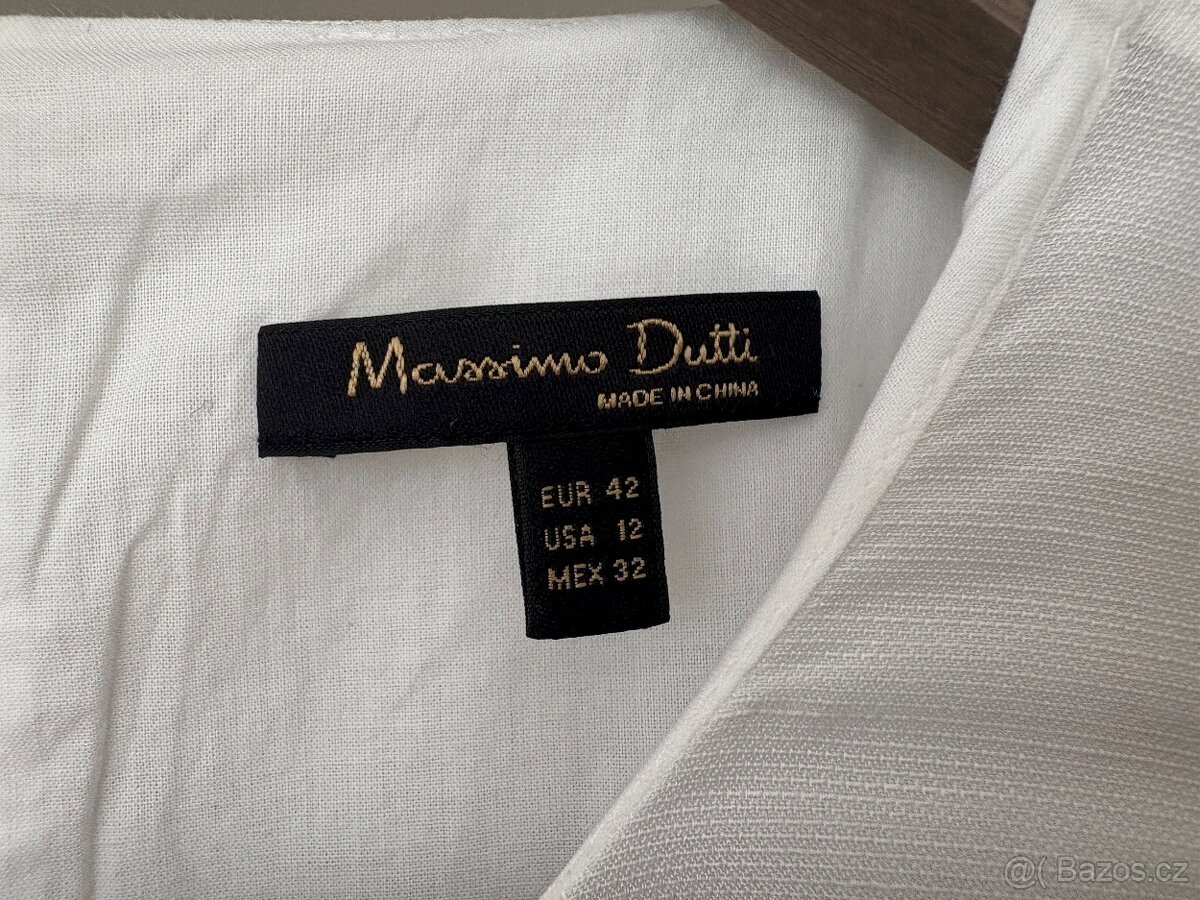 Massimo Dutti
MADE IN CHINA
EUR 42
USA 12
MEX 32
@( Bazos.cz